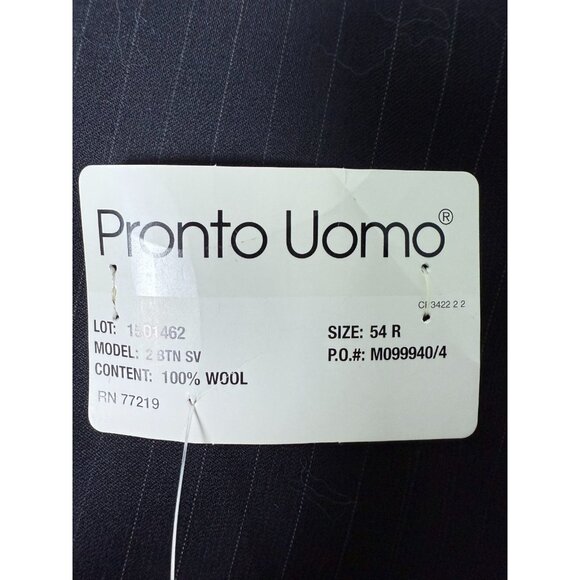 Pronto Uomo®
CI 3422 2 2
LOT: 1501462
SIZE: 54 R
MODEL: 2 BTN SV
P.O.#: M099940/4
CONTENT: 100% WOOL
RN 77219